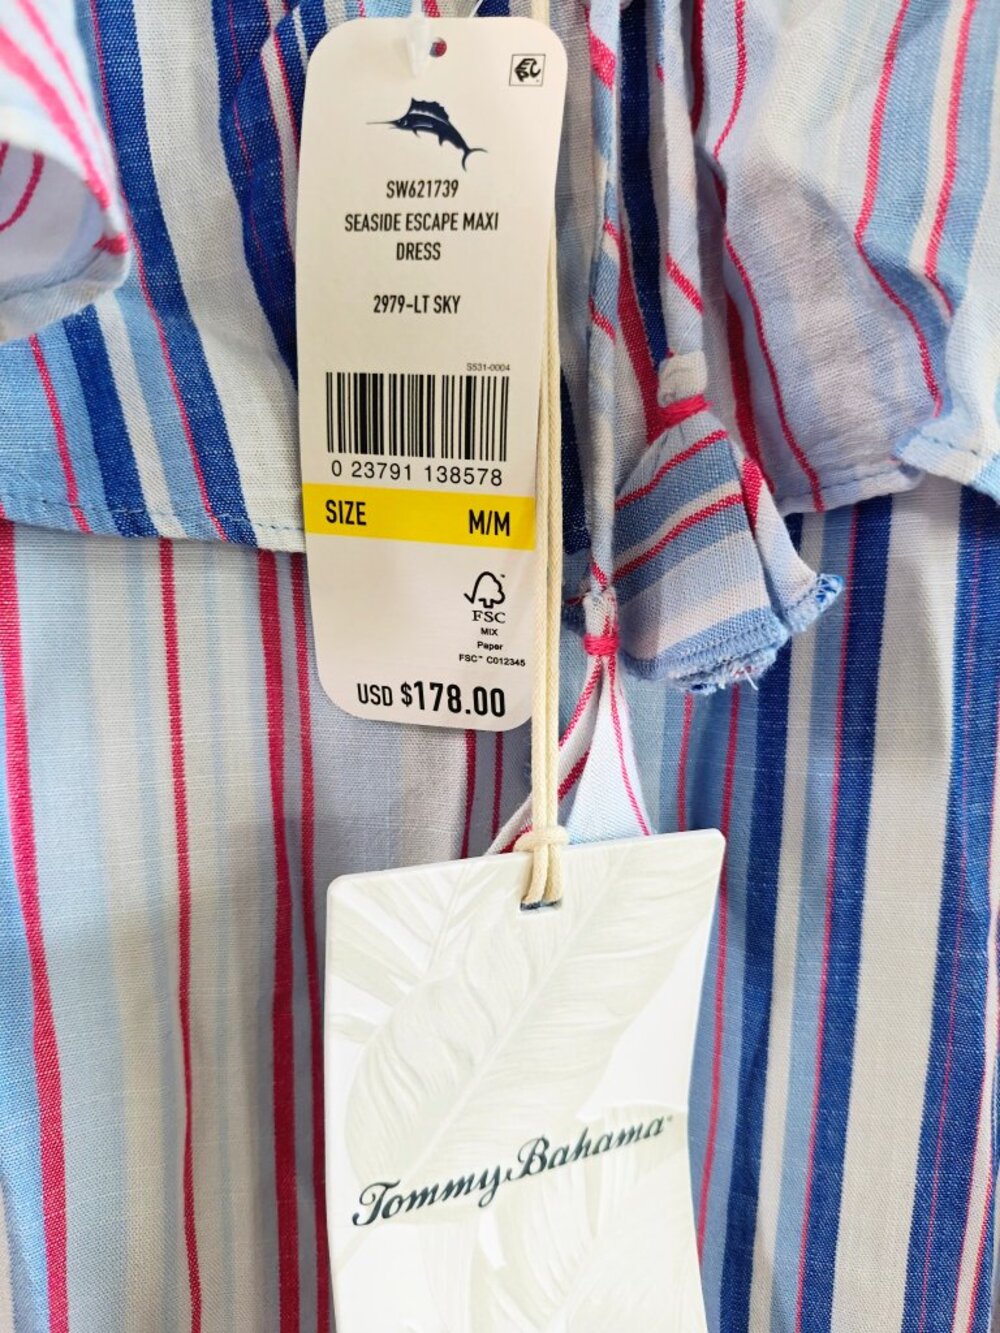 SW621739
SEASIDE ESCAPE MAXI
DRESS
2979-LT SKY
S531-0004
0 23791 138578
SIZE M/M
FSC
MIX
Paper
FSC™ C012345
USD $178.00
Tommy Bahama